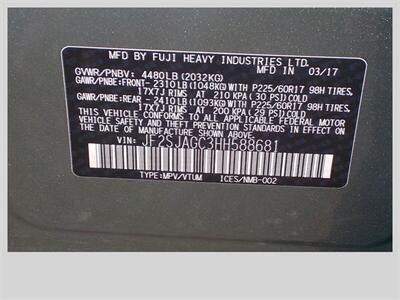 MFD BY FUJI HEAVY INDUSTRIES LTD.
GVWR/PNBV: 4480LB(2032KG) DATE: IN 03/17
GAWR/PNBE:FRONT-2310LB(1048KG)WITH P225/60R17 98H TIRES,
17X7J RIMS AT 210 KPA(30 PSI)COLD
GAWR/PNBE:REAR -2410LB(1093KG)WITH P225/60R17 98H TIRES,
17X7J RIMS AT 200 KPA(29 PSI)COLD
THIS VEHICLE CONFORMS TO ALL APPLICABLE FEDERAL MOTOR
VEHICLE SAFETY STANDARDS IN EFFECT ON THE DATE OF
MANUFACTURE SHOWN ABOVE.
VIN: JF2SJAGC3HH588681
TYPE:MPV/VTUM ICES/NMB-002